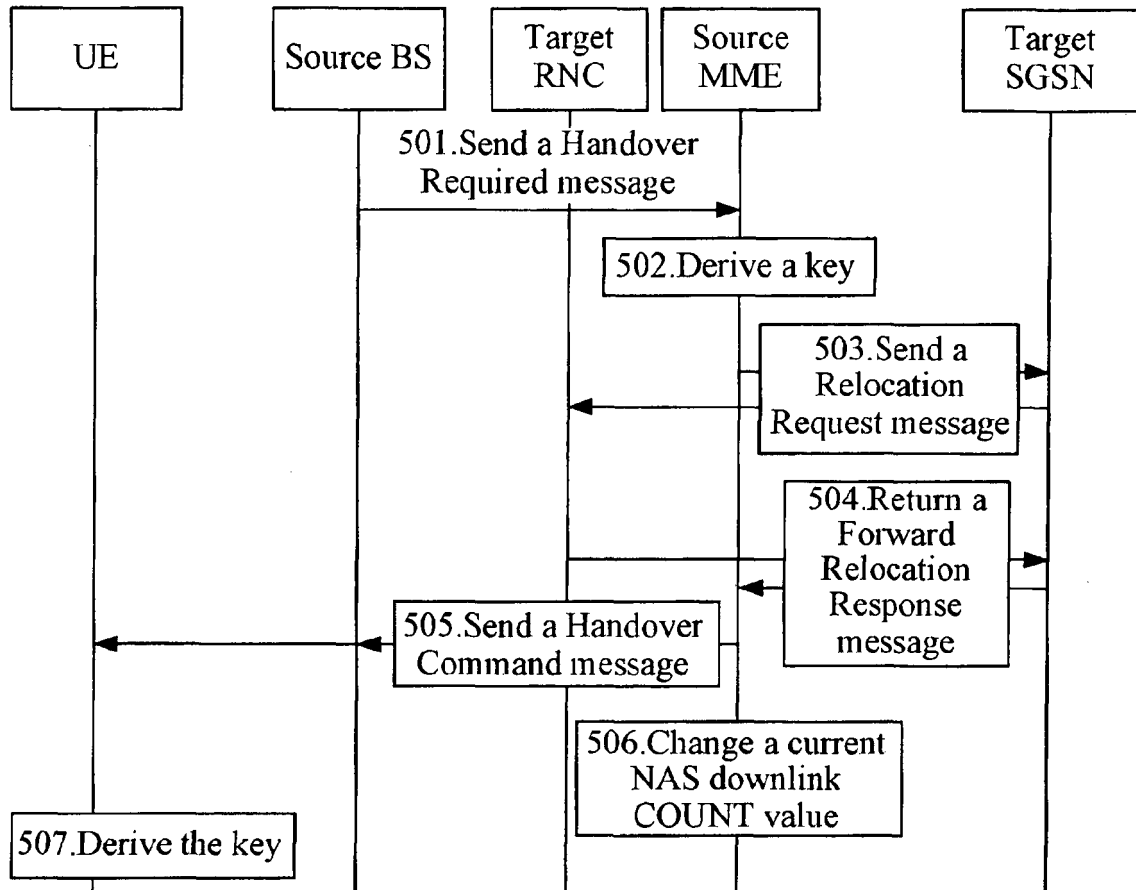 UE
Source BS
Target
RNC
Source
MME
Target
SGSN
501.Send a Handover
Required message
502.Derive a key
503.Send a
Relocation
Request message
504.Return a
Forward
Relocation
Response
message
505.Send a Handover
Command message
506.Change a current
NAS downlink
COUNT value
507.Derive the key